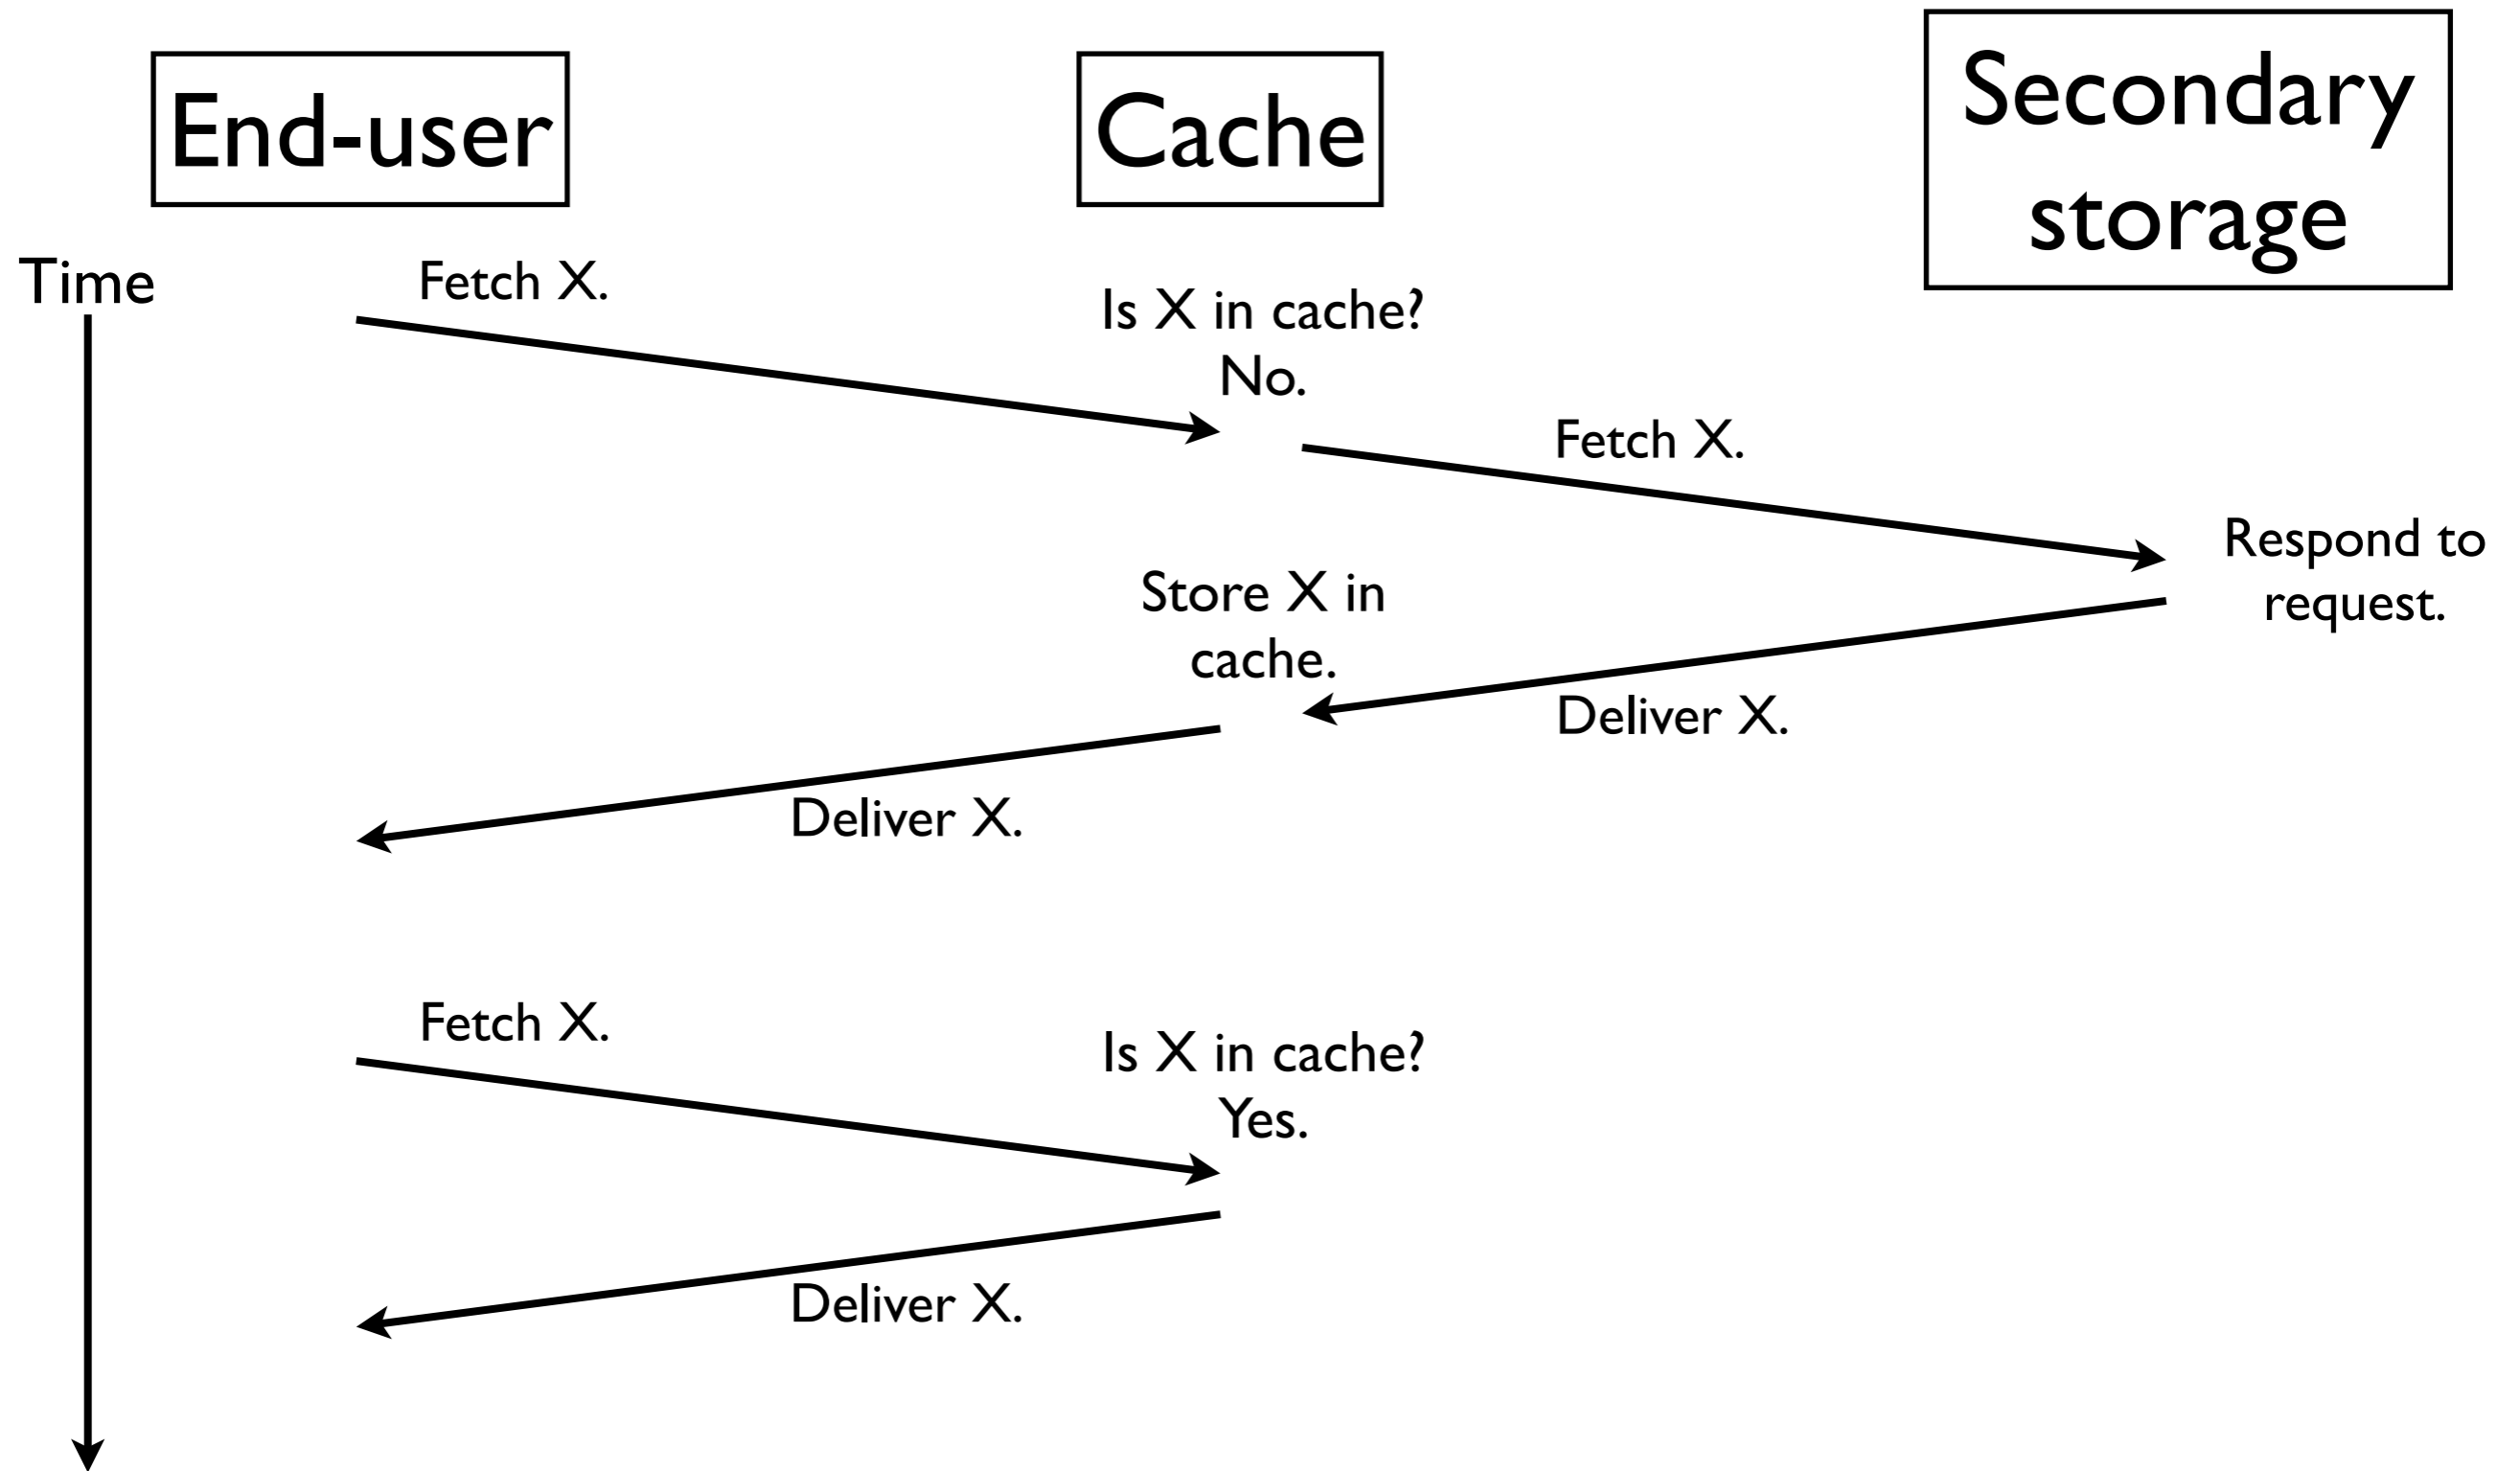 End-user
Cache
Secondary
storage
Time
Fetch X.
Is X in cache?
No.
Fetch X.
Respond to
request.
Store X in
cache.
Deliver X.
Deliver X.
Fetch X.
Is X in cache?
Yes.
Deliver X.